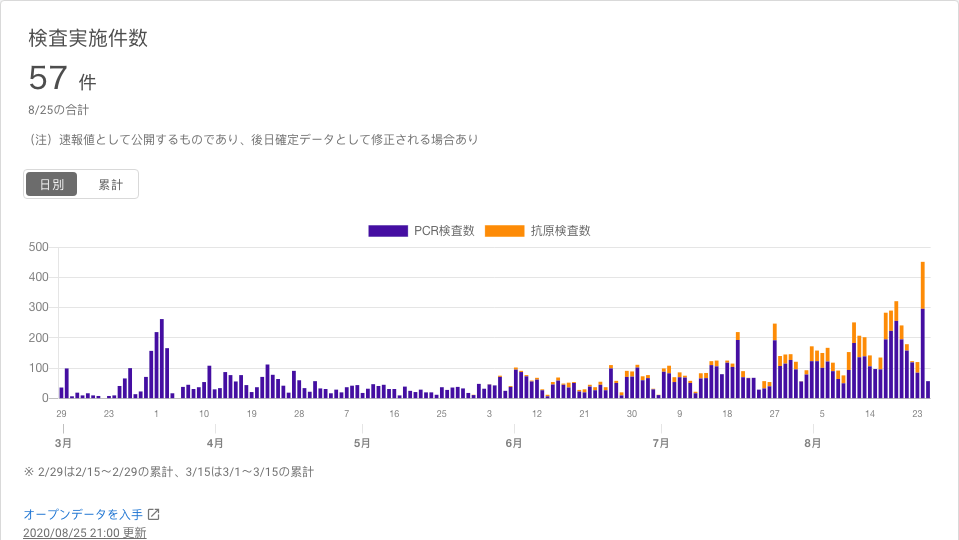 検査実施件数
57 件
8/25の合計
（注）速報値として公開するものであり、後日確定データとして修正される場合あり
日別 累計
PCR検査数 抗原検査数
500
400
300
200
100
0
29 23 1 10 19 28 7 16 25 3 12 21 30 9 18 27 5 14 23
3月 4月 5月 6月 7月 8月
※ 2/29は2/15～2/29の累計、3/15は3/1～3/15の累計
オープンデータを入手
2020/08/25 21:00 更新